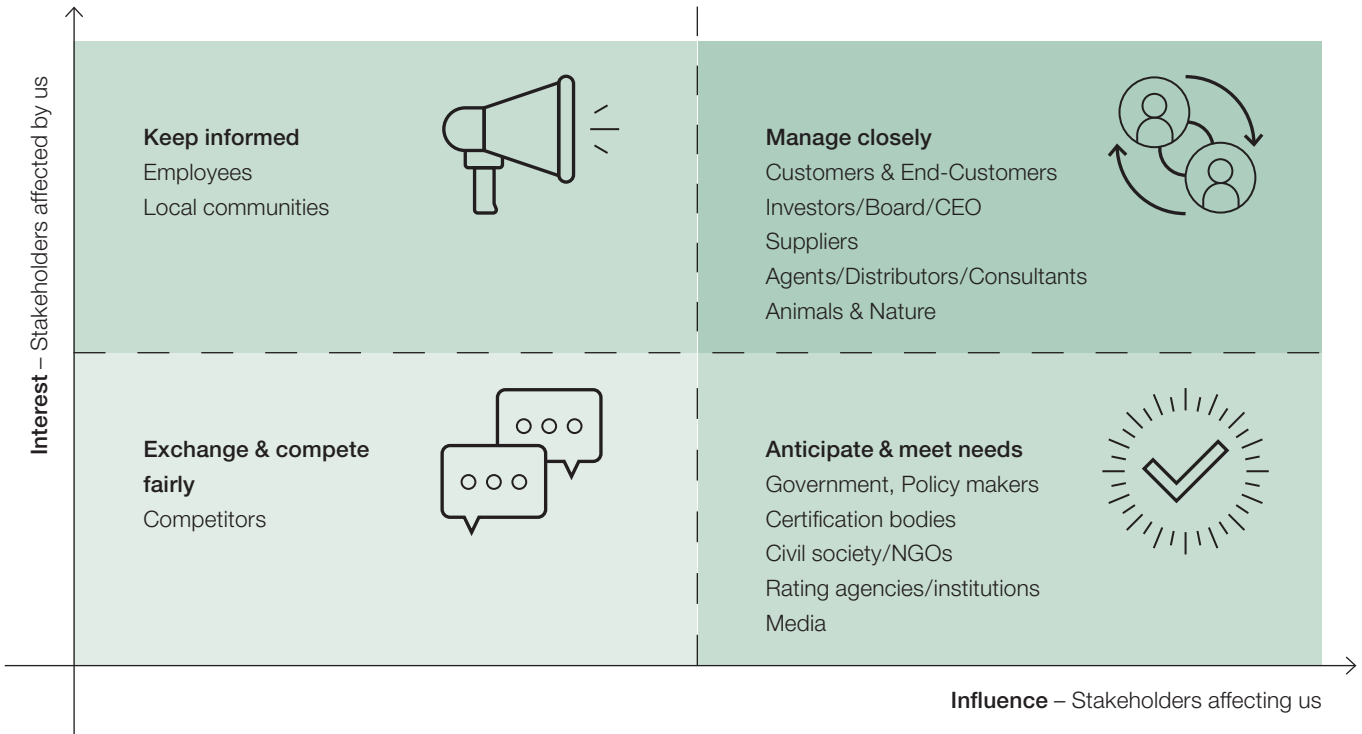 Interest – Stakeholders affected by us
Keep informed
Employees
Local communities
Manage closely
Customers & End-Customers
Investors/Board/CEO
Suppliers
Agents/Distributors/Consultants
Animals & Nature
Exchange & compete
fairly
Competitors
Anticipate & meet needs
Government, Policy makers
Certification bodies
Civil society/NGOs
Rating agencies/institutions
Media
Influence – Stakeholders affecting us